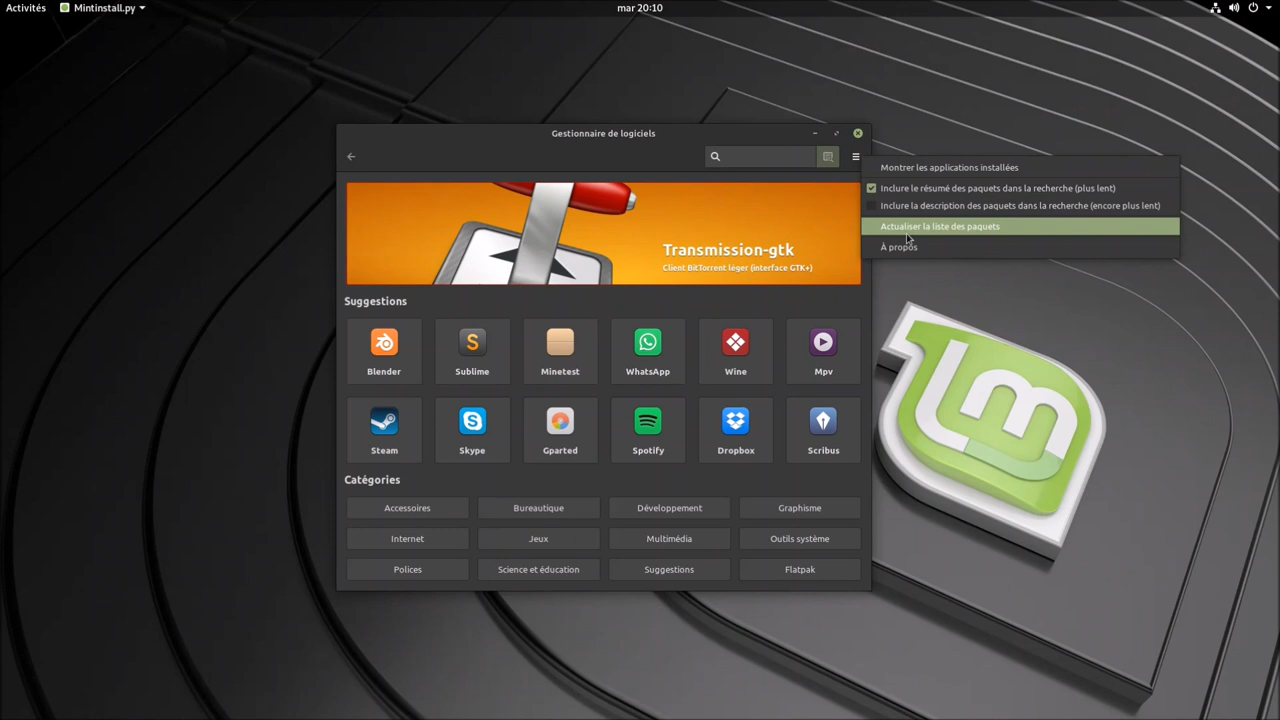 Activités
Mintinstall.py
mar 20:10
Gestionnaire de logiciels
Montrer les applications installées
Inclure le résumé des paquets dans la recherche (plus lent)
Inclure la description des paquets dans la recherche (encore plus lent)
Actualiser la liste des paquets
À propos
Transmission-gtk
Client BitTorrent léger (interface GTK+)
Suggestions
Blender
Sublime
Minetest
WhatsApp
Wine
Mpv
Steam
Skype
Gparted
Spotify
Dropbox
Scribus
Catégories
Accessoires
Bureautique
Développement
Graphisme
Internet
Jeux
Multimédia
Outils système
Polices
Science et éducation
Suggestions
Flatpak